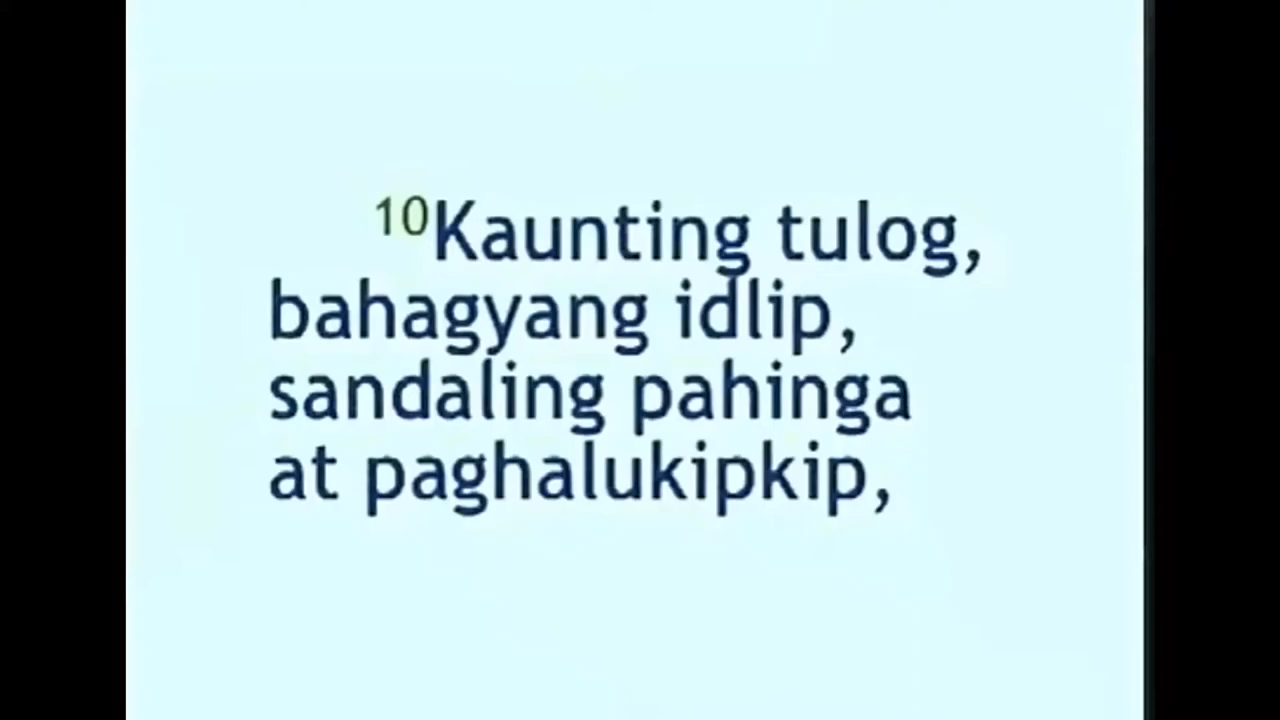 10Kaunting tulog,
bahagyang idlip,
sandaling pahinga
at paghalukipkip,